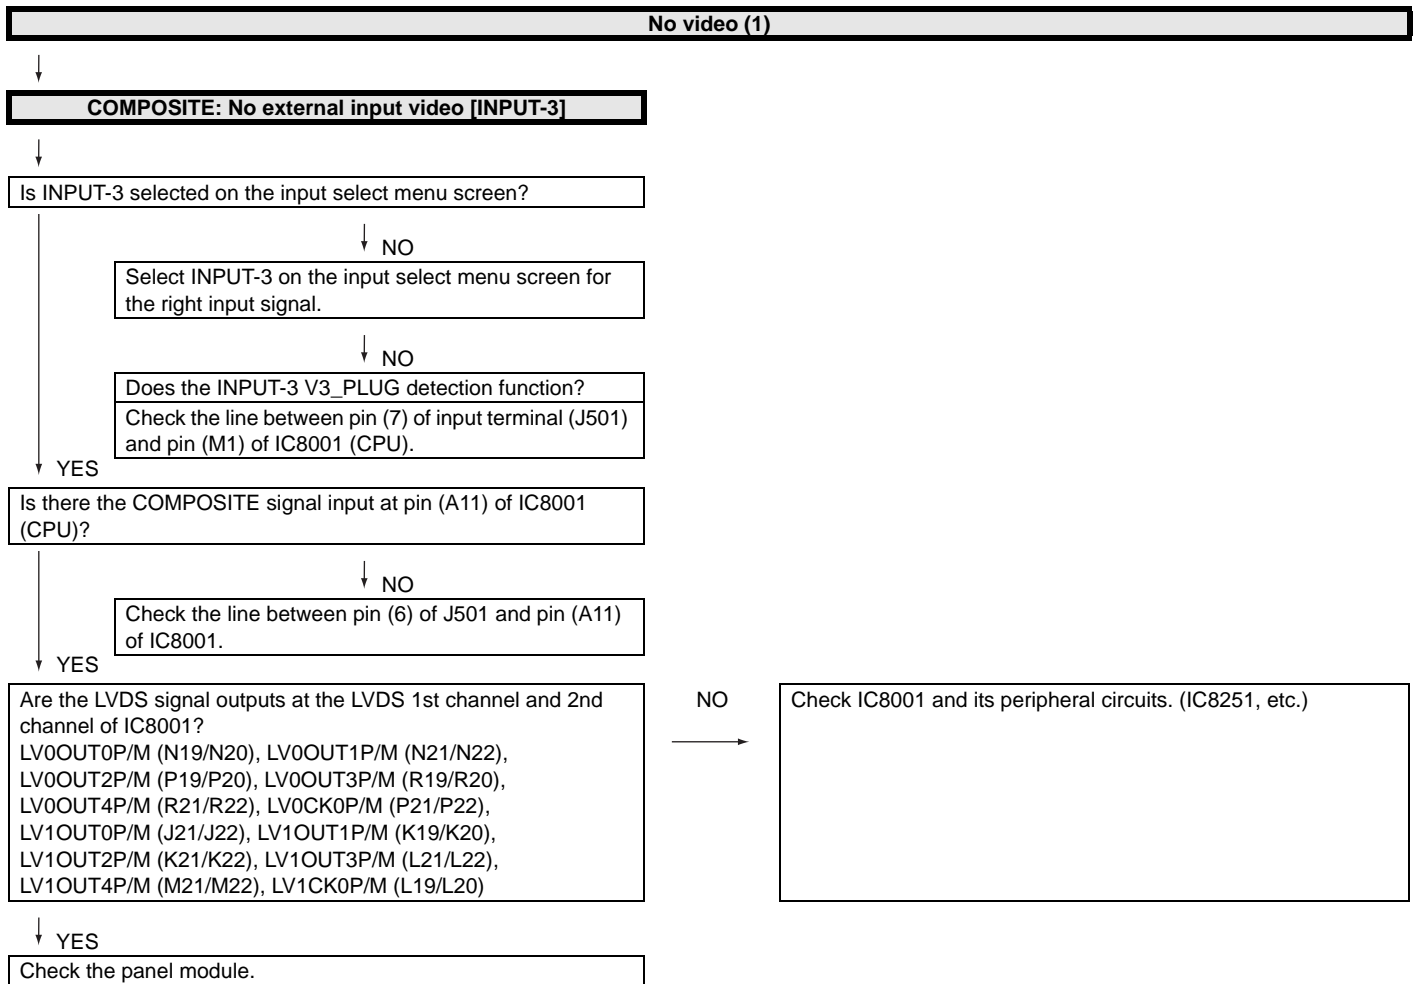 No video (1)
COMPOSITE: No external input video [INPUT-3]
Is INPUT-3 selected on the input select menu screen?
NO
Select INPUT-3 on the input select menu screen for
the right input signal.
NO
Does the INPUT-3 V3_PLUG detection function?
Check the line between pin (7) of input terminal (J501)
and pin (M1) of IC8001 (CPU).
YES
Is there the COMPOSITE signal input at pin (A11) of IC8001
(CPU)?
NO
Check the line between pin (6) of J501 and pin (A11)
of IC8001.
YES
Are the LVDS signal outputs at the LVDS 1st channel and 2nd
channel of IC8001?
LV0OUT0P/M (N19/N20), LV0OUT1P/M (N21/N22),
LV0OUT2P/M (P19/P20), LV0OUT3P/M (R19/R20),
LV0OUT4P/M (R21/R22), LV0CK0P/M (P21/P22),
LV1OUT0P/M (J21/J22), LV1OUT1P/M (K19/K20),
LV1OUT2P/M (K21/K22), LV1OUT3P/M (L21/L22),
LV1OUT4P/M (M21/M22), LV1CK0P/M (L19/L20)
NO
Check IC8001 and its peripheral circuits. (IC8251, etc.)
YES
Check the panel module.